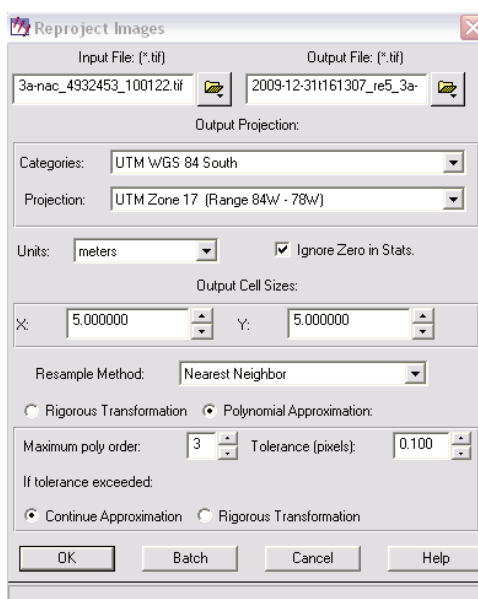 Reproject Images
Input File: (*.tif) Output File: (*.tif)
3a-nac_4932453_100122.tif 2009-12-31t161307_re5_3a-
Output Projection:
Categories: UTM WGS 84 South
Projection: UTM Zone 17 (Range 84W - 78W)
Units: meters Ignore Zero in Stats.
Output Cell Sizes:
X: 5.000000 Y: 5.000000
Resample Method: Nearest Neighbor
Rigorous Transformation Polynomial Approximation:
Maximum poly order: 3 Tolerance (pixels): 0.100
If tolerance exceeded:
Continue Approximation Rigorous Transformation
OK Batch Cancel Help